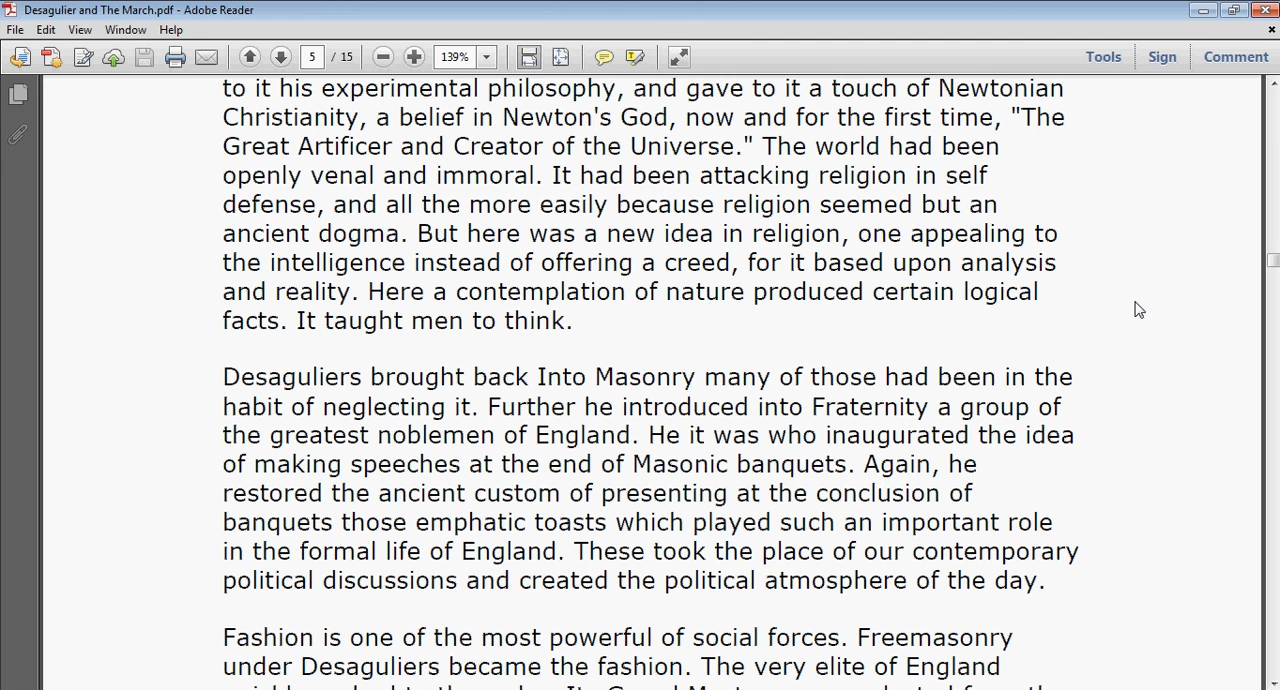 Desagulier and The March.pdf - Adobe Reader
File Edit View Window Help
5 / 15 139% Tools Sign Comment
to it his experimental philosophy, and gave to it a touch of Newtonian
Christianity, a belief in Newton's God, now and for the first time, "The
Great Artificer and Creator of the Universe." The world had been
openly venal and immoral. It had been attacking religion in self
defense, and all the more easily because religion seemed but an
ancient dogma. But here was a new idea in religion, one appealing to
the intelligence instead of offering a creed, for it based upon analysis
and reality. Here a contemplation of nature produced certain logical
facts. It taught men to think.
Desaguliers brought back Into Masonry many of those had been in the
habit of neglecting it. Further he introduced into Fraternity a group of
the greatest noblemen of England. He it was who inaugurated the idea
of making speeches at the end of Masonic banquets. Again, he
restored the ancient custom of presenting at the conclusion of
banquets those emphatic toasts which played such an important role
in the formal life of England. These took the place of our contemporary
political discussions and created the political atmosphere of the day.
Fashion is one of the most powerful of social forces. Freemasonry
under Desaguliers became the fashion. The very elite of England